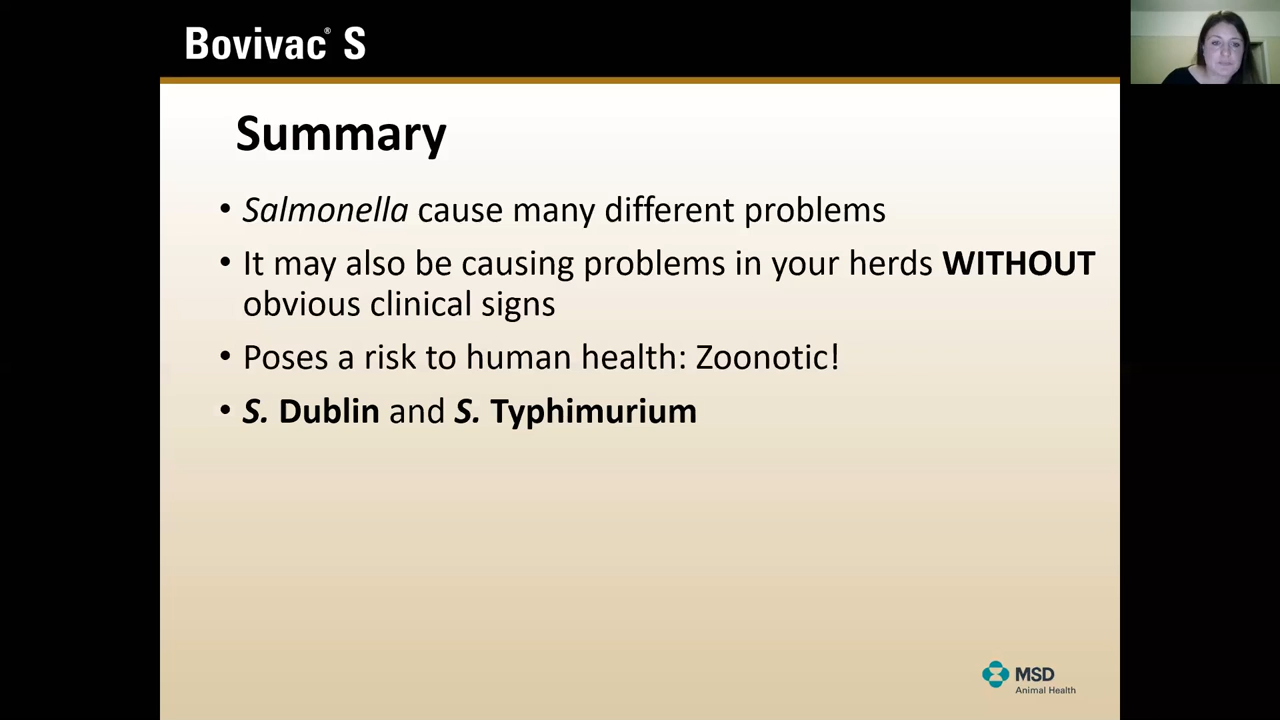 Bovivac® S
Summary
• Salmonella cause many different problems
• It may also be causing problems in your herds WITHOUT
obvious clinical signs
• Poses a risk to human health: Zoonotic!
• S. Dublin and S. Typhimurium
MSD
Animal Health